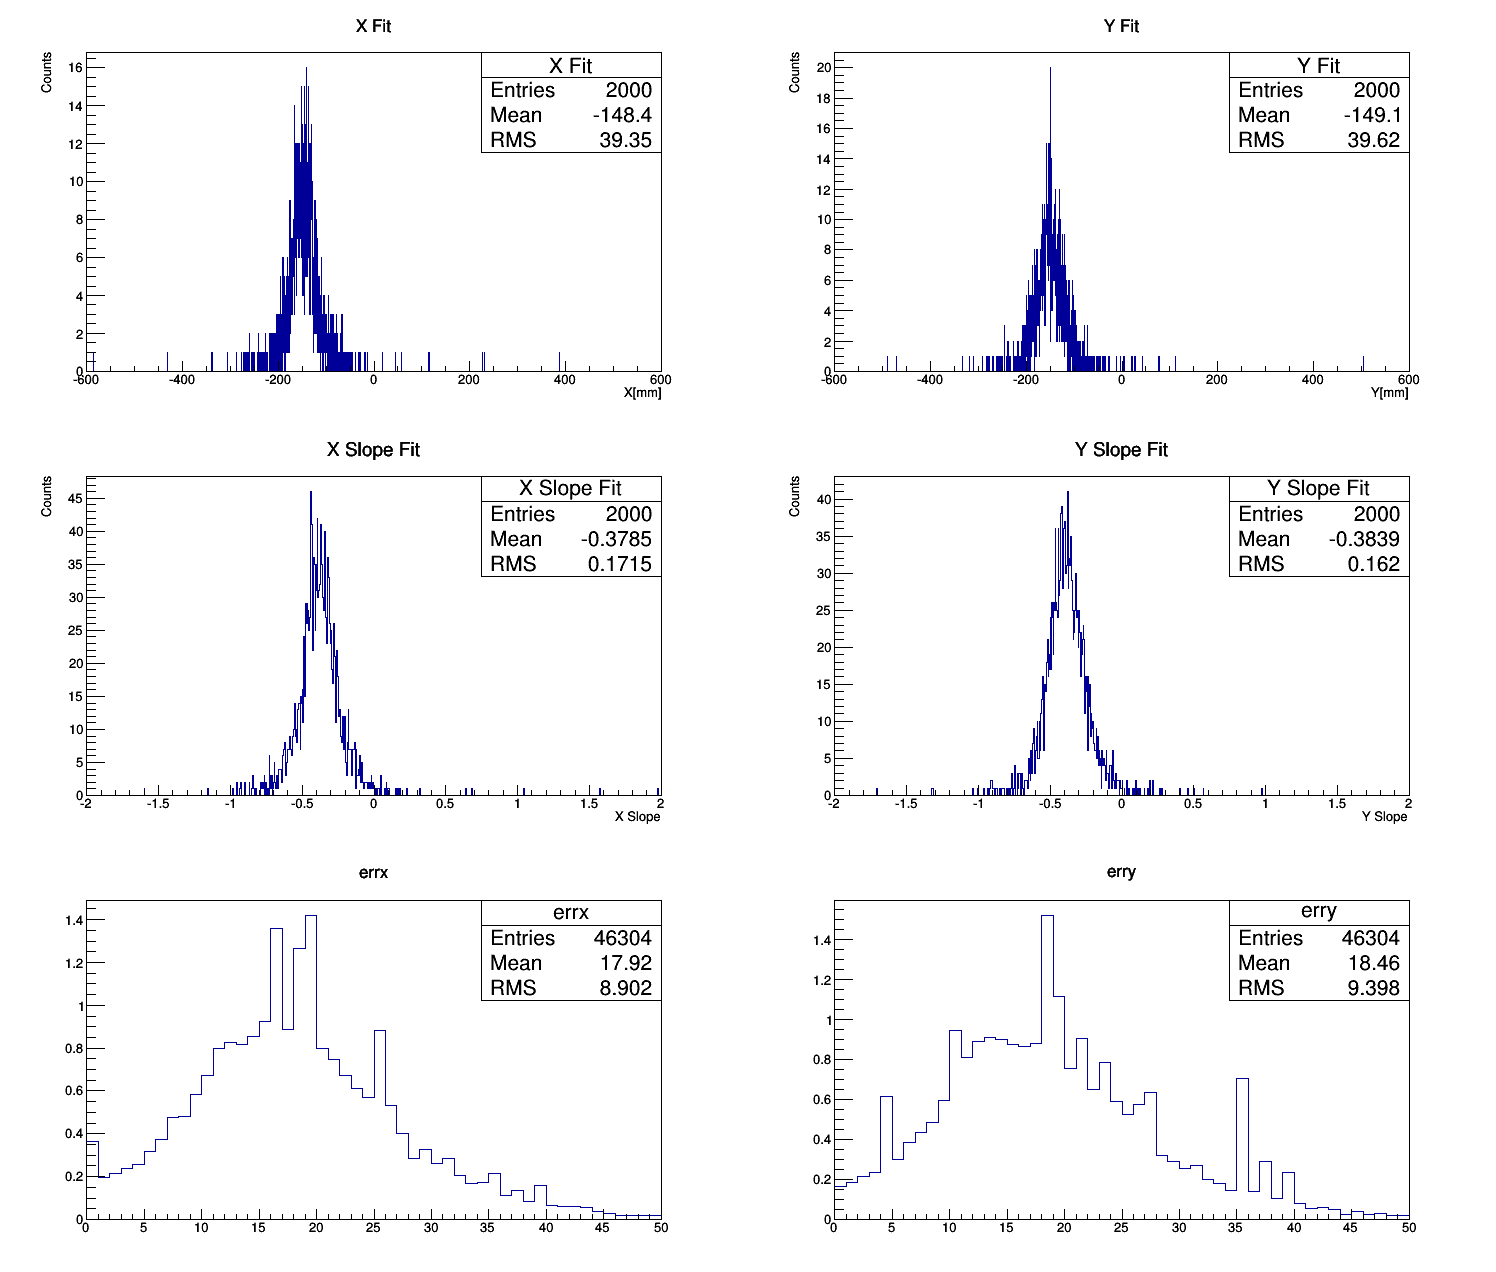 X Fit
Counts
X Fit
Entries 2000
Mean -148.4
RMS 39.35
16
14
12
10
8
6
4
2
0
-600 -400 -200 0 200 400 600
X[mm]
Y Fit
Counts
Y Fit
Entries 2000
Mean -149.1
RMS 39.62
20
18
16
14
12
10
8
6
4
2
0
-600 -400 -200 0 200 400 600
Y[mm]
X Slope Fit
Counts
X Slope Fit
Entries 2000
Mean -0.3785
RMS 0.1715
45
40
35
30
25
20
15
10
5
0
-2 -1.5 -1 -0.5 0 0.5 1 1.5 2
X Slope
Y Slope Fit
Counts
Y Slope Fit
Entries 2000
Mean -0.3839
RMS 0.162
40
35
30
25
20
15
10
5
0
-2 -1.5 -1 -0.5 0 0.5 1 1.5 2
Y Slope
errx
errx
Entries 46304
Mean 17.92
RMS 8.902
1.4
1.2
1
0.8
0.6
0.4
0.2
0
0 5 10 15 20 25 30 35 40 45 50
erry
erry
Entries 46304
Mean 18.46
RMS 9.398
1.4
1.2
1
0.8
0.6
0.4
0.2
0
0 5 10 15 20 25 30 35 40 45 50